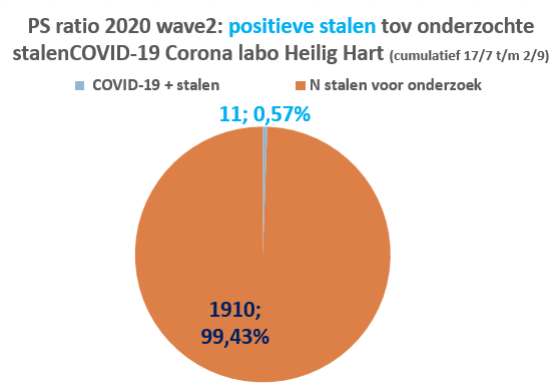 PS ratio 2020 wave2: positieve stalen tov onderzochte
stalenCOVID-19 Corona labo Heilig Hart (cumulatief 17/7 t/m 2/9)
COVID-19 + stalen N stalen voor onderzoek
11; 0,57%
1910;
99,43%